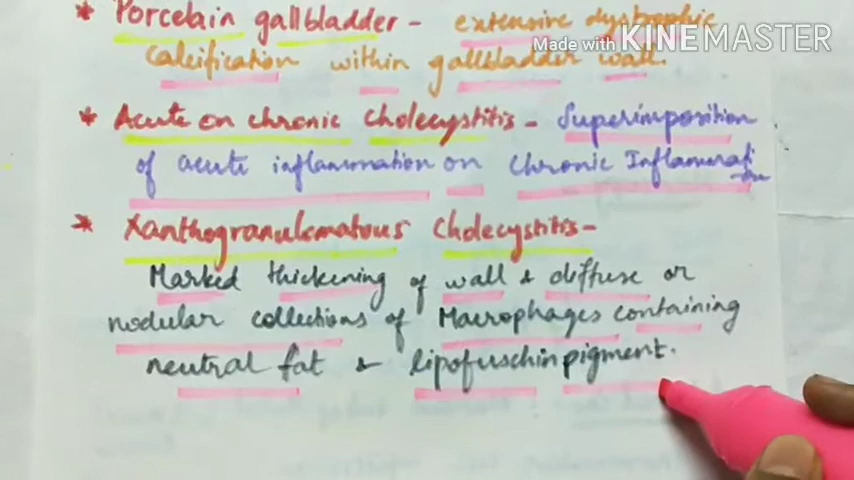 * Porcelain gallbladder - extensive dystrophic
Made with KINEMASTER
calcification within gallbladder wall.
* Acute on chronic cholecystitis - Superimposition
of acute inflammation on chronic Inflammation
* Xanthogranulomatous Cholecystitis -
Marked thickening of wall & diffuse or
nodular collections of Macrophages containing
neutral fat & lipofuschin pigment.